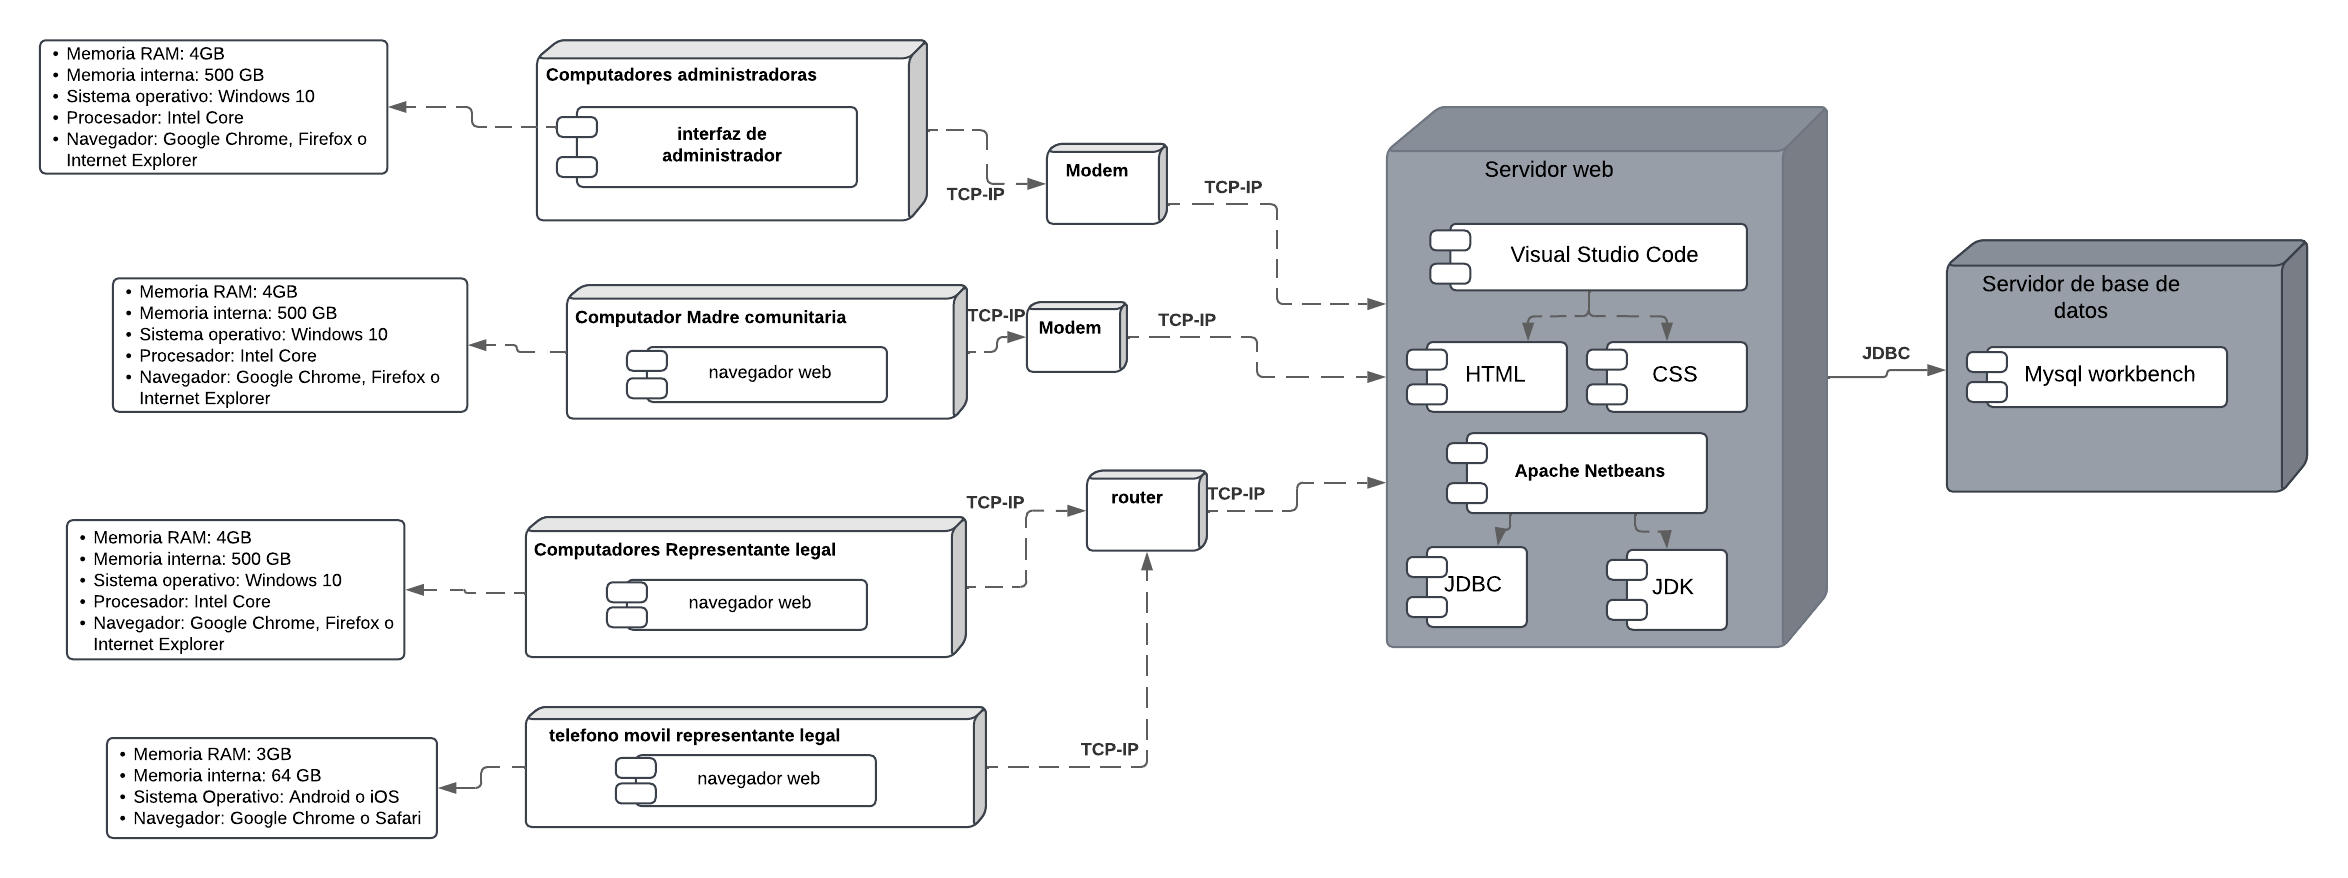 • Memoria RAM: 4GB
• Memoria interna: 500 GB
• Sistema operativo: Windows 10
• Procesador: Intel Core
• Navegador: Google Chrome, Firefox o
Internet Explorer
Computadores administradoras
interfaz de
administrador
TCP-IP
Modem
TCP-IP
• Memoria RAM: 4GB
• Memoria interna: 500 GB
• Sistema operativo: Windows 10
• Procesador: Intel Core
• Navegador: Google Chrome, Firefox o
Internet Explorer
Computador Madre comunitaria
navegador web
TCP-IP
Modem
TCP-IP
• Memoria RAM: 4GB
• Memoria interna: 500 GB
• Sistema operativo: Windows 10
• Procesador: Intel Core
• Navegador: Google Chrome, Firefox o
Internet Explorer
Computadores Representante legal
navegador web
TCP-IP
router
TCP-IP
• Memoria RAM: 3GB
• Memoria interna: 64 GB
• Sistema Operativo: Android o iOS
• Navegador: Google Chrome o Safari
telefono movil representante legal
navegador web
TCP-IP
Servidor web
Visual Studio Code
HTML
CSS
Apache Netbeans
JDBC
JDK
JDBC
Servidor de base de
datos
Mysql workbench